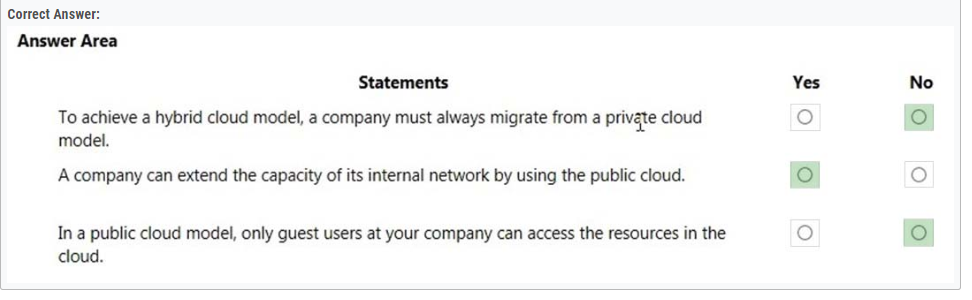 Correct Answer:
Answer Area
Statements Yes No
To achieve a hybrid cloud model, a company must always migrate from a private cloud
model.
A company can extend the capacity of its internal network by using the public cloud.
In a public cloud model, only guest users at your company can access the resources in the
cloud.